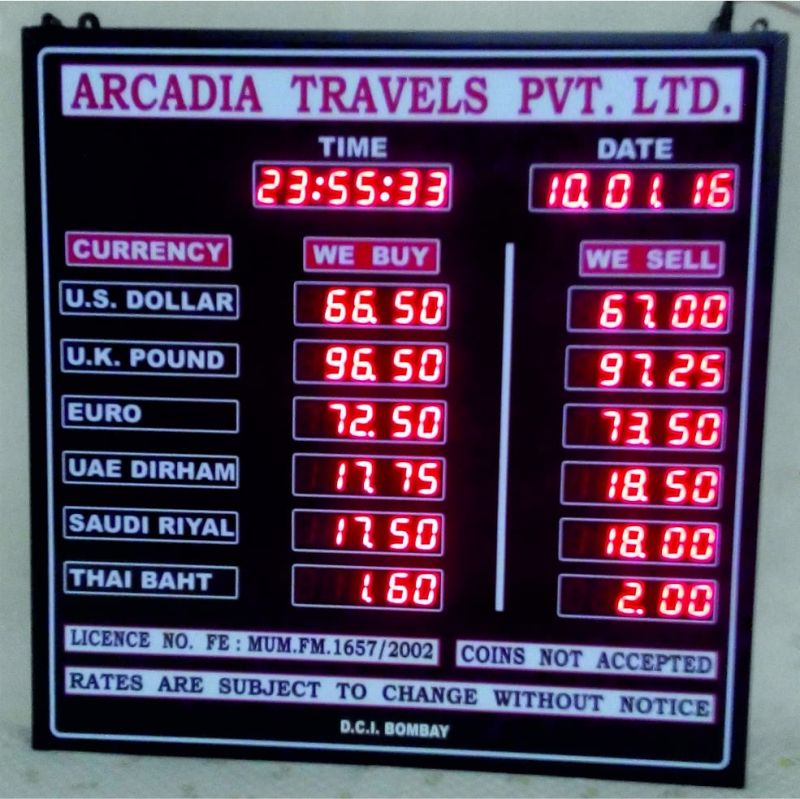 ARCADIA TRAVELS PVT. LTD.
TIME DATE
23:55:33 10.01.16
CURRENCY WE BUY WE SELL
U.S. DOLLAR 66.50 67.00
U.K. POUND 96.50 97.25
EURO 72.50 73.50
UAE DIRHAM 17.75 18.50
SAUDI RIYAL 17.50 18.00
THAI BAHT 1.60 2.00
LICENCE NO. FE : MUM.FM.1657/2002 COINS NOT ACCEPTED
RATES ARE SUBJECT TO CHANGE WITHOUT NOTICE
D.C.I. BOMBAY